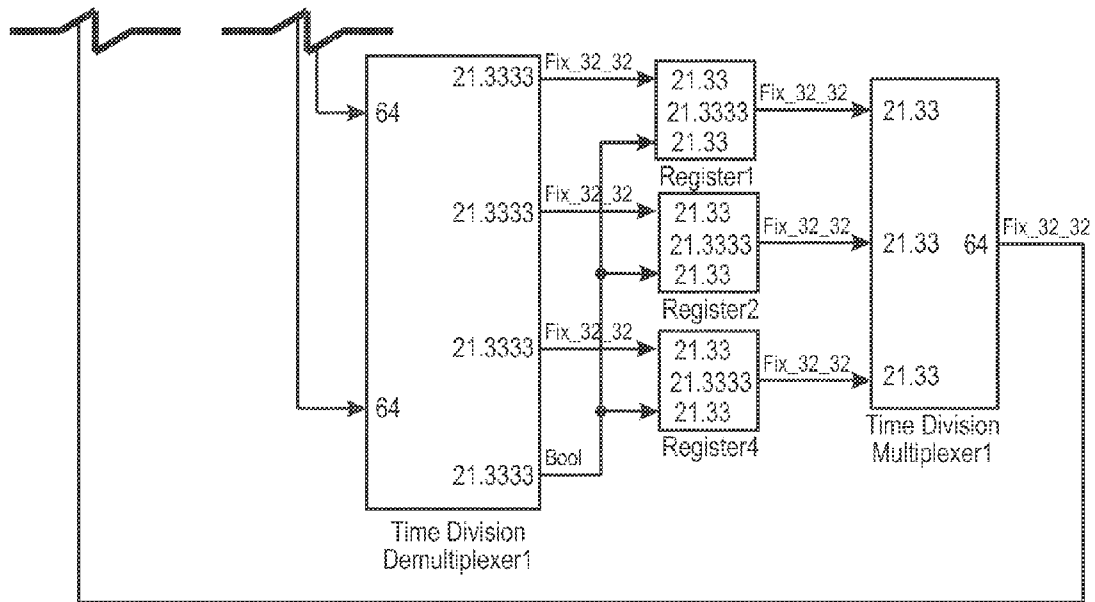 Fix_32_32
21.3333
21.33
21.3333
21.33
Register1
Fix_32_32
21.33
64
Fix_32_32
21.3333
21.33
21.3333
21.33
Register2
Fix_32_32
21.33
64
Fix_32_32
Fix_32_32
21.3333
21.33
21.3333
21.33
Register4
Fix_32_32
21.33
Time Division
Multiplexer1
64
Bool
21.3333
Time Division
Demultiplexer1